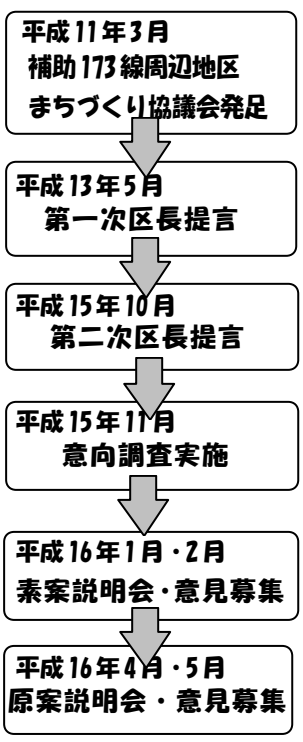 平成11年3月
補助173線周辺地区
まちづくり協議会発足
平成13年5月
第一次区長提言
平成15年10月
第二次区長提言
平成15年11月
意向調査実施
平成16年1月・2月
素案説明会・意見募集
平成16年4月・5月
原案説明会・意見募集